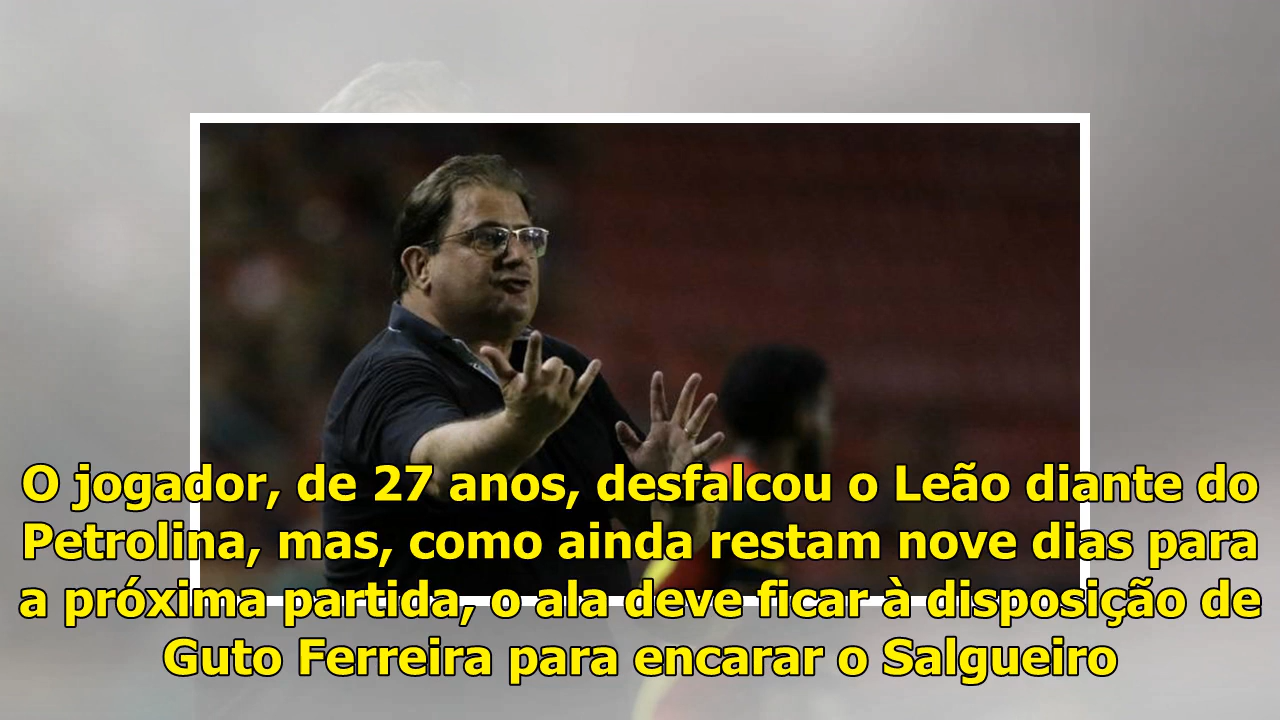 O jogador, de 27 anos, desfalcou o Leão diante do
Petrolina, mas, como ainda restam nove dias para
a próxima partida, o ala deve ficar à disposição de
Guto Ferreira para encarar o Salgueiro